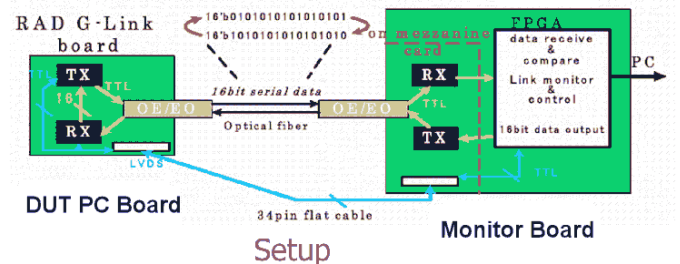 RAD G-Link
board
16'b0101010101010101
16'b1010101010101010
on mezzanine
card
FPGA
data receive
&
compare
Link monitor
&
control
16bit data output
PC
TTL
TX
TTL
16
RX
OE/EO
LVDS
16bit serial data
Optical fiber
OE/EO
RX
TTL
TX
TTL
34pin flat cable
DUT PC Board
Monitor Board
Setup